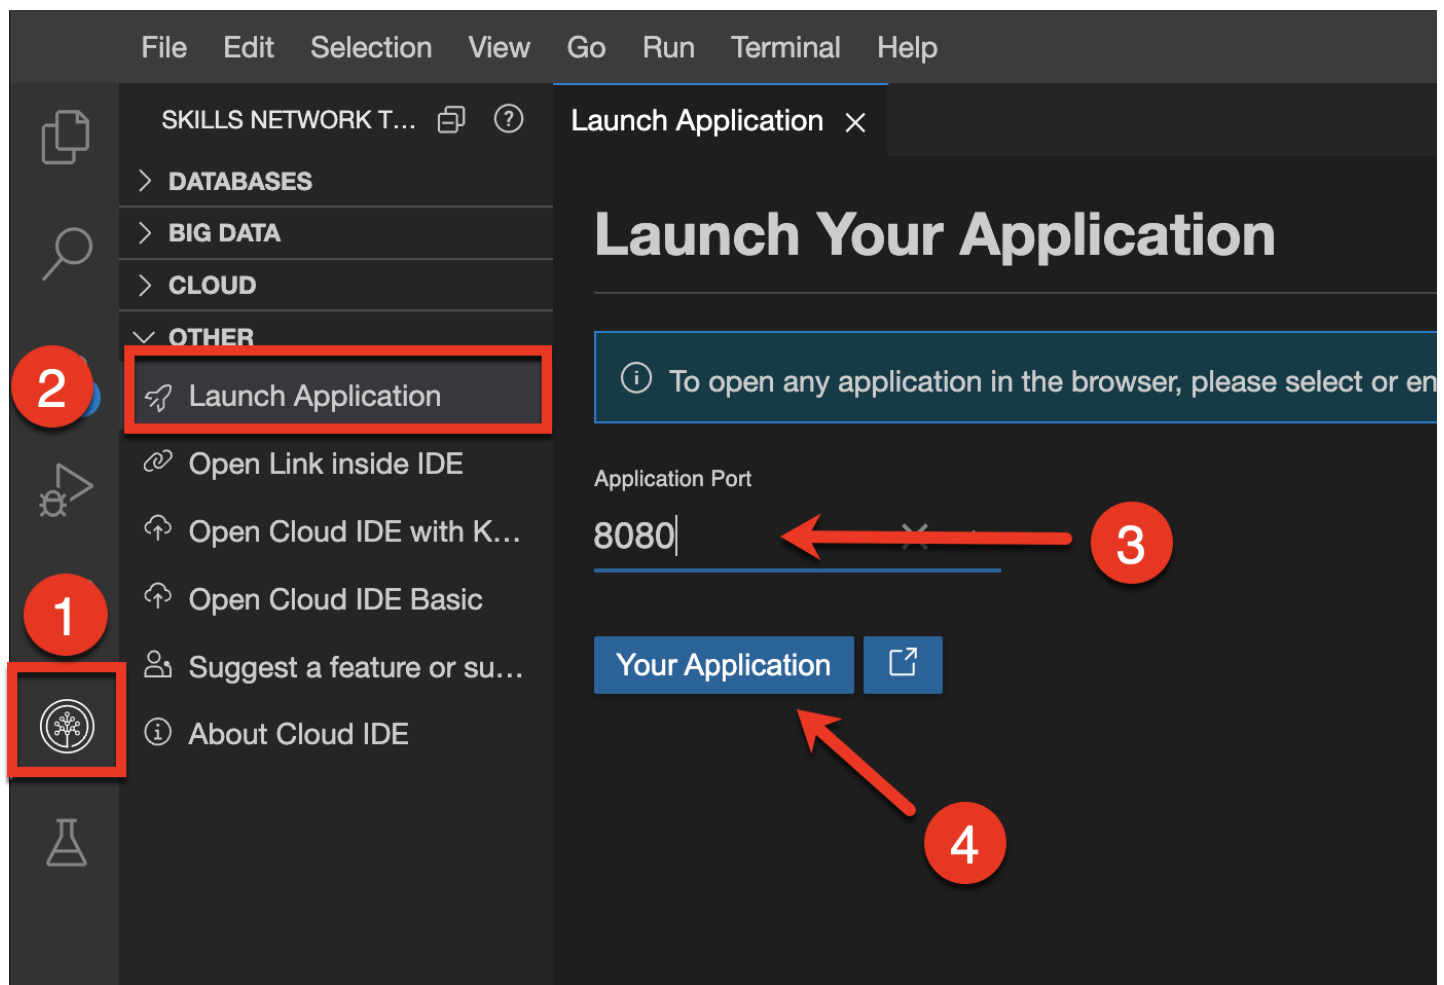 File Edit Selection View Go Run Terminal Help
SKILLS NETWORK T...
Launch Application
DATABASES
BIG DATA
CLOUD
OTHER
2
Launch Application
Open Link inside IDE
Open Cloud IDE with K...
Open Cloud IDE Basic
1
Suggest a feature or su...
About Cloud IDE
Launch Your Application
To open any application in the browser, please select or en
Application Port
8080
3
Your Application
4